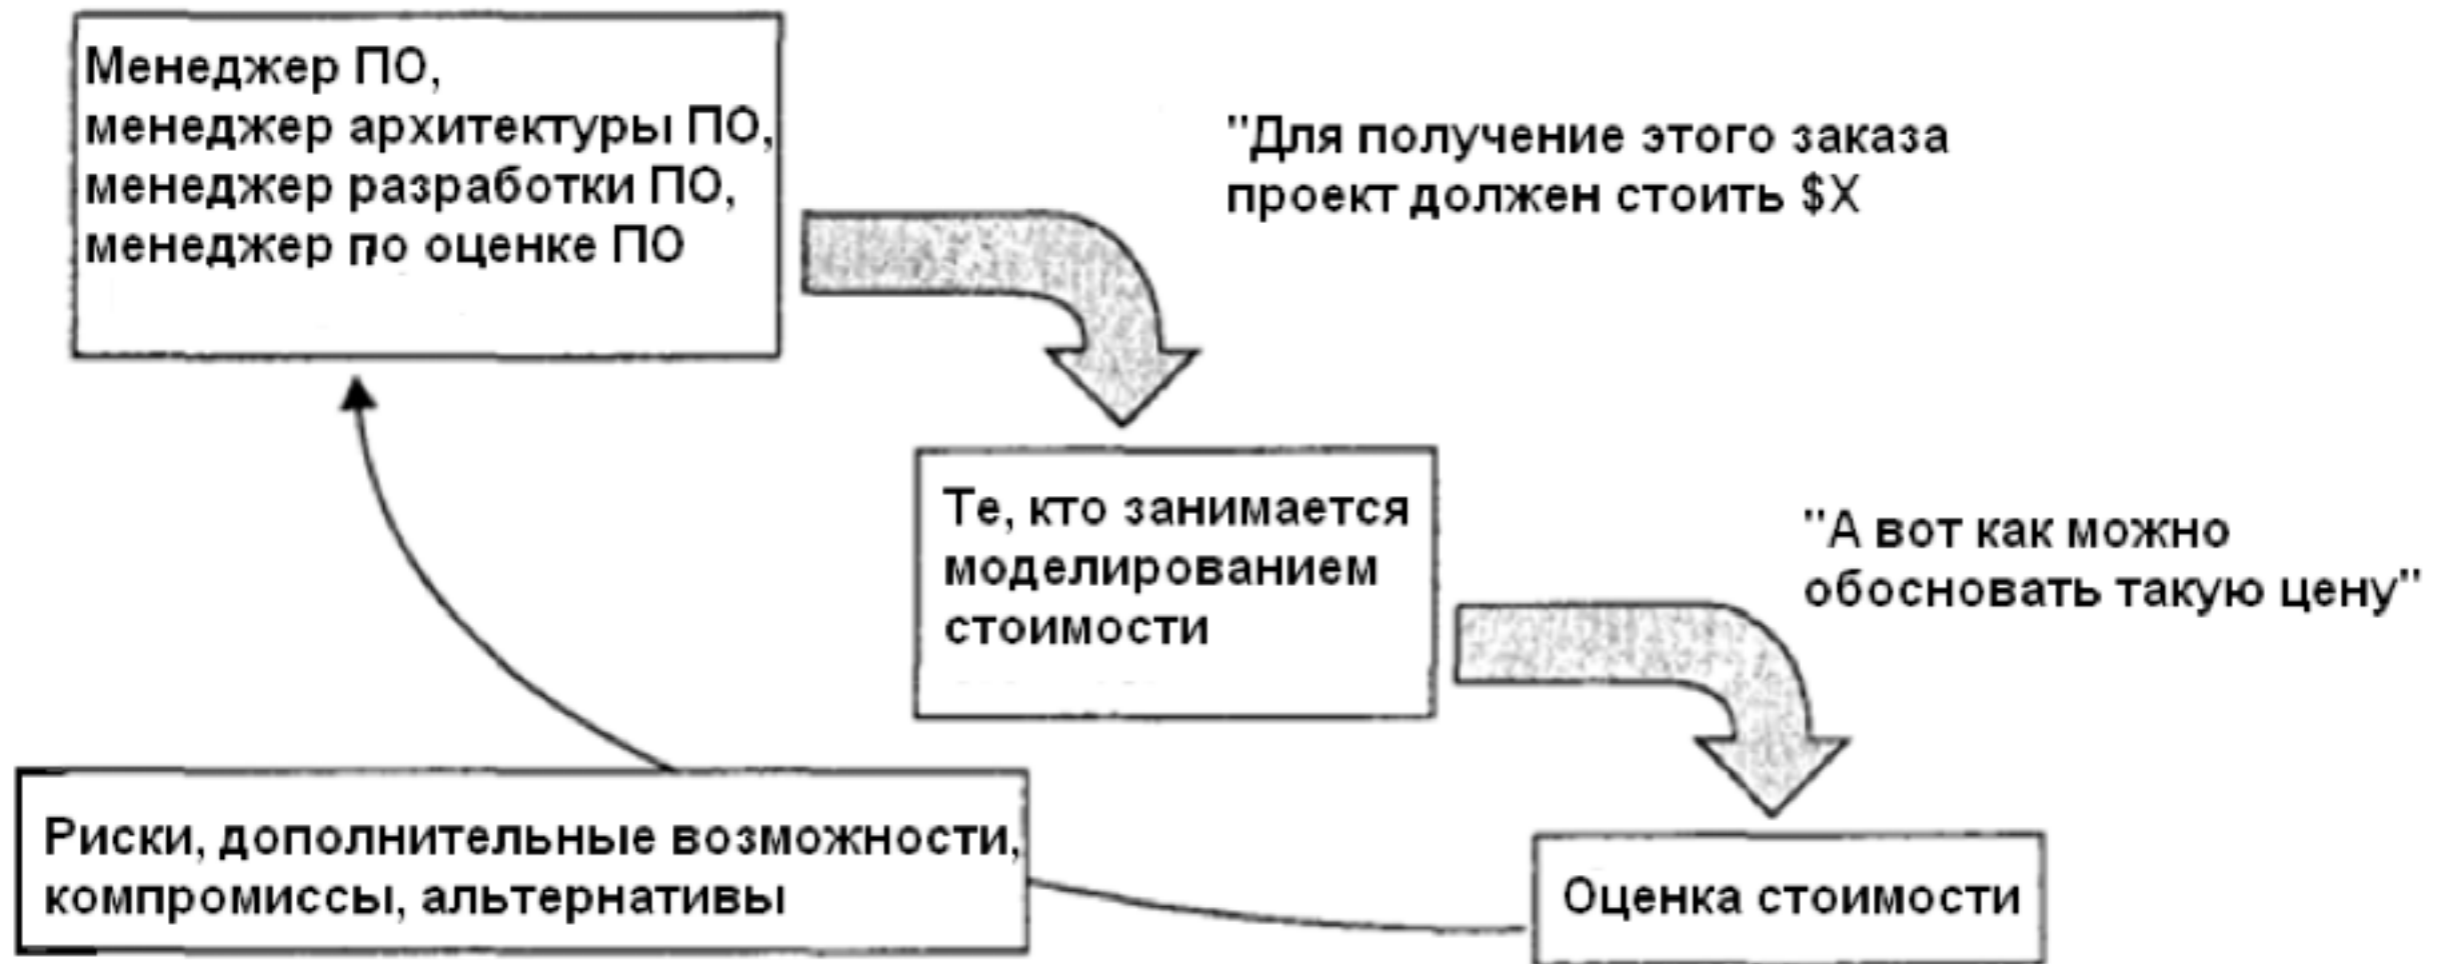 Менеджер ПО,
менеджер архитектуры ПО,
менеджер разработки ПО,
менеджер по оценке ПО
"Для получение этого заказа
проект должен стоить $X
Те, кто занимается
моделированием
стоимости
"А вот как можно
обосновать такую цену"
Риски, дополнительные возможности,
компромиссы, альтернативы
Оценка стоимости